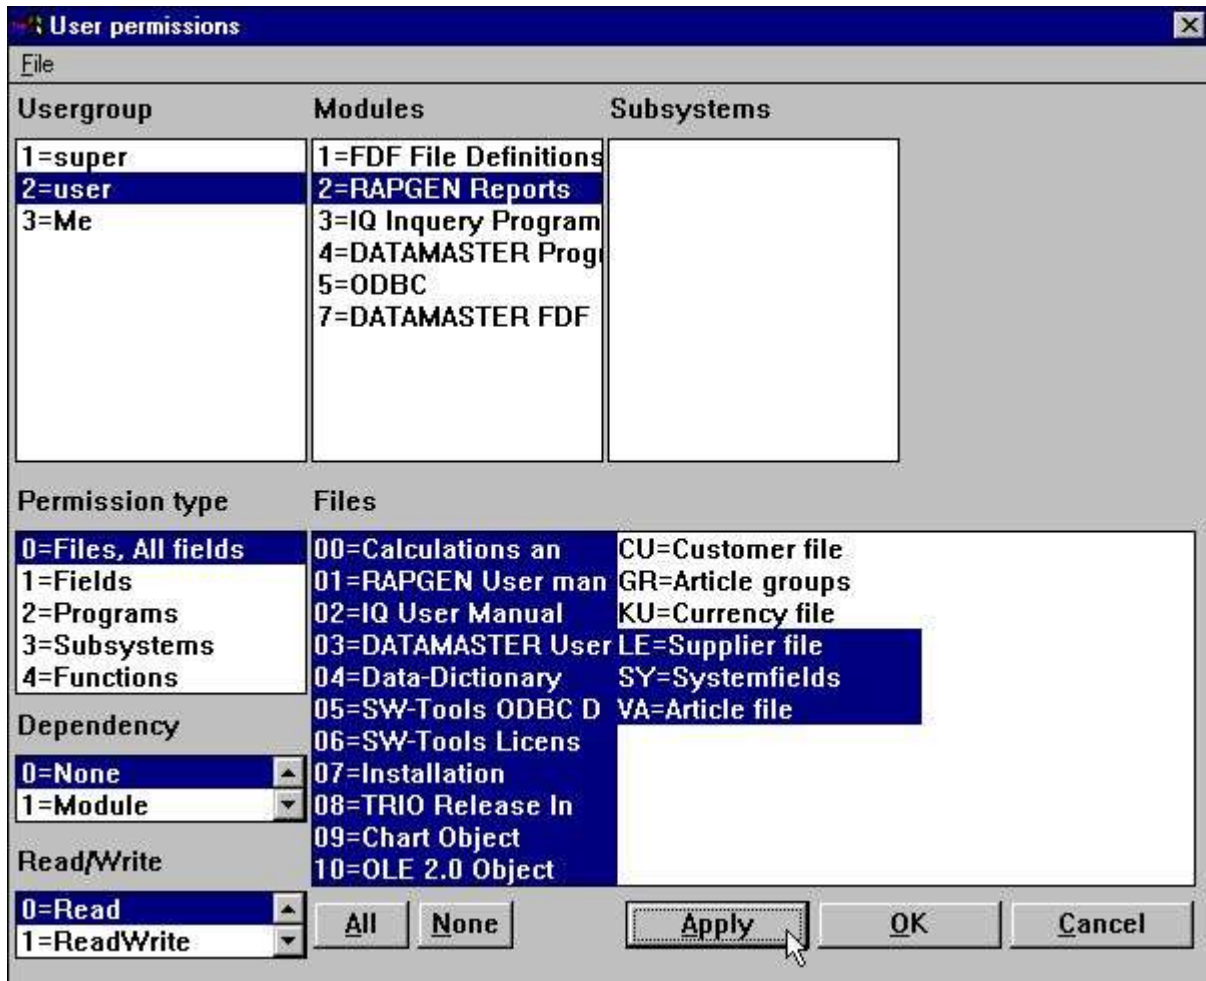 User permissions
File
Usergroup
Modules
Subsystems
1=super
2=user
3=Me
1=FDF File Definitions
2=RAPGEN Reports
3=IQ Inquery Program
4=DATAMASTER Progr
5=ODBC
7=DATAMASTER FDF
Permission type
0=Files, All fields
1=Fields
2=Programs
3=Subsystems
4=Functions
Dependency
0=None
1=Module
Read/Write
0=Read
1=ReadWrite
Files
00=Calculations an
01=RAPGEN User man
02=IQ User Manual
03=DATAMASTER User
04=Data-Dictionary
05=SW-Tools ODBC D
06=SW-Tools Licens
07=Installation
08=TRIO Release In
09=Chart Object
10=OLE 2.0 Object
CU=Customer file
GR=Article groups
KU=Currency file
LE=Supplier file
SY=Systemfields
VA=Article file
All
None
Apply
OK
Cancel